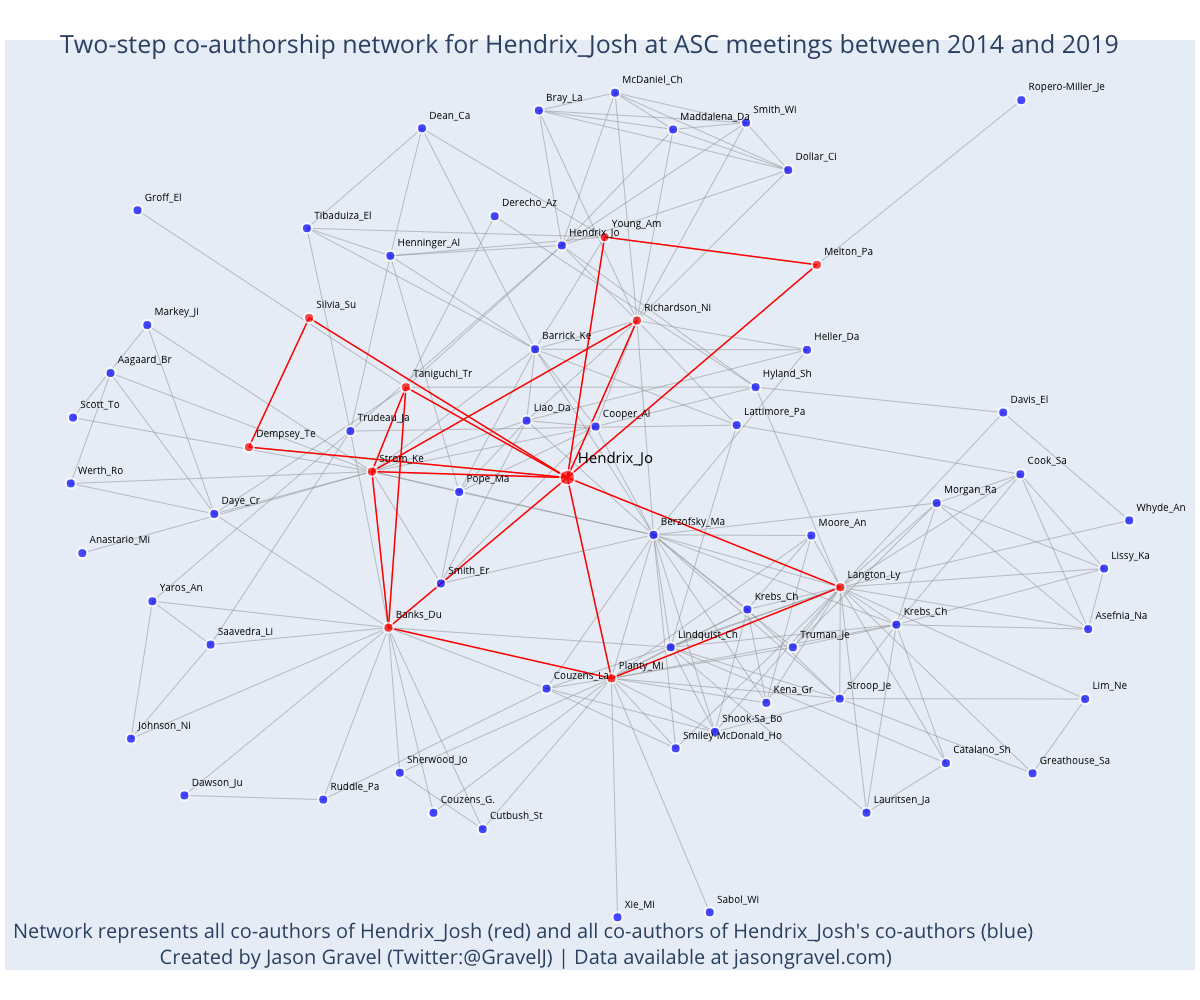 Two-step co-authorship network for Hendrix_Josh at ASC meetings between 2014 and 2019
McDaniel_Ch
Ropero-Miller_Je
Bray_La
Smith_Wi
Dean_Ca
Maddalena_Da
Dollar_Ci
Groff_El
Derecho_Az
Tibaduiza_El
Young_Am
Hendrix_Jo
Henninger_Al
Melton_Pa
Silvia_Su
Richardson_Ni
Markey_Ji
Barrick_Ke
Heller_Da
Aagaard_Br
Taniguchi_Tr
Hyland_Sh
Davis_El
Scott_To
Trudeau_Ja
Liao_Da
Cooper_Al
Lattimore_Pa
Dempsey_Te
Strom_Ke
Hendrix_Jo
Cook_Sa
Werth_Ro
Pope_Ma
Morgan_Ra
Daye_Cr
Whyde_An
Berzofsky_Ma
Moore_An
Anastario_Mi
Lissy_Ka
Smith_Er
Langton_Ly
Yaros_An
Krebs_Ch
Banks_Du
Krebs_Ch
Asefnia_Na
Saavedra_Li
Lindquist_Ch
Truman_Je
Planty_Mi
Couzens_La
Kena_Gr
Stroop_Je
Lim_Ne
Johnson_Ni
Shook-Sa_Bo
Smiley-McDonald_Ho
Catalano_Sh
Sherwood_Jo
Greathouse_Sa
Dawson_Ju
Ruddle_Pa
Couzens_G.
Lauritsen_Ja
Cutbush_St
Xie_Mi
Sabol_Wi
Network represents all co-authors of Hendrix_Josh (red) and all co-authors of Hendrix_Josh's co-authors (blue)
Created by Jason Gravel (Twitter:@GravelJ) | Data available at jasongravel.com)